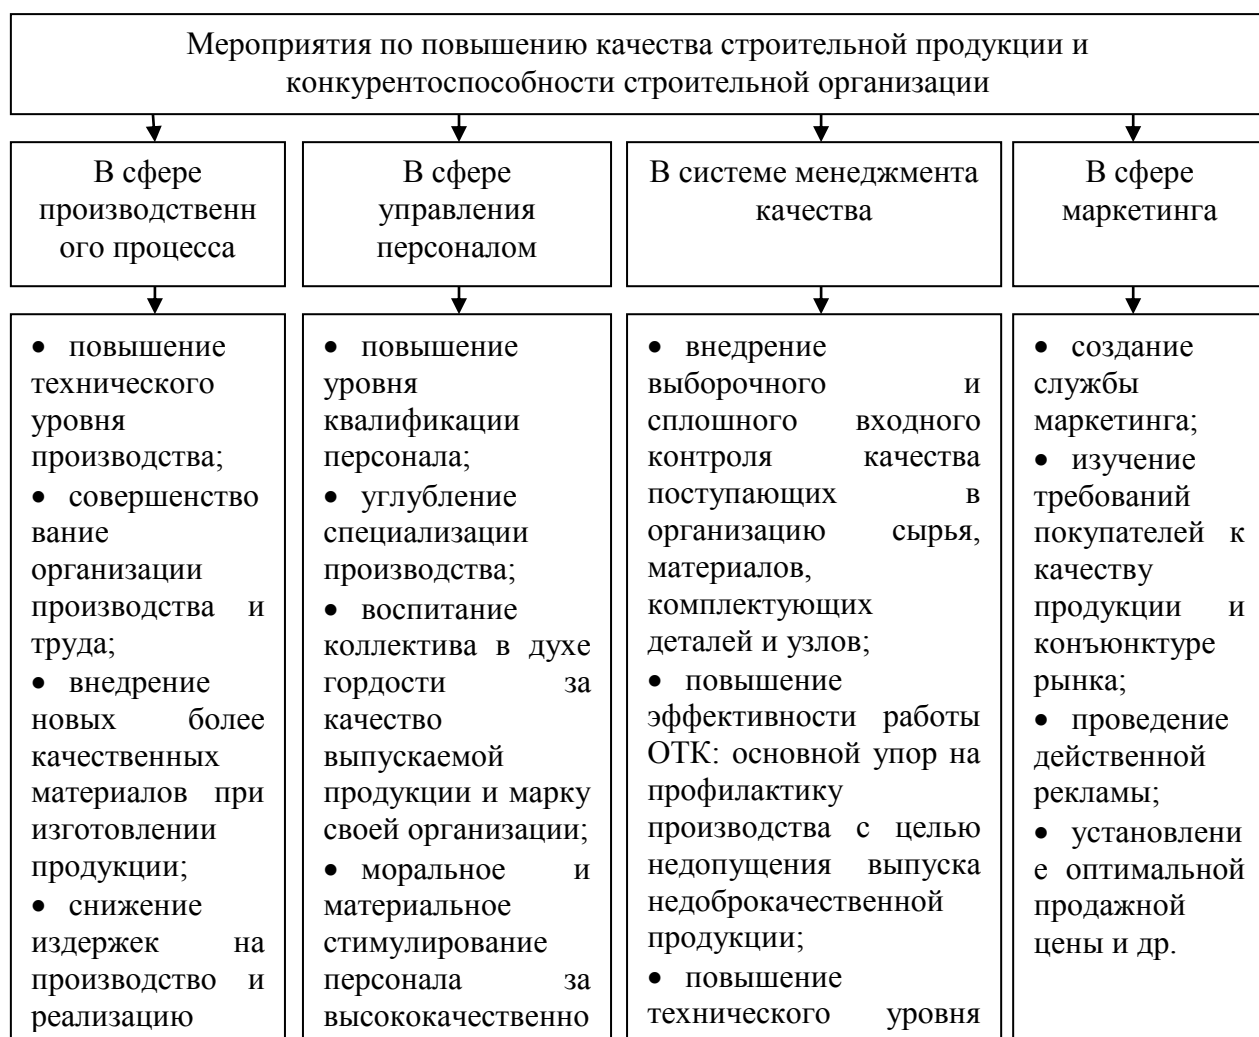 Мероприятия по повышению качества строительной продукции и
конкурентоспособности строительной организации
В сфере
производственн
ого процесса
В сфере
управления
персоналом
В системе менеджмента
качества
В сфере
маркетинга
• повышение
технического
уровня
производства;
• совершенство
вание
организации
производства и
труда;
• внедрение
новых более
качественных
материалов при
изготовлении
продукции;
• снижение
издержек на
производство и
реализацию
• повышение
уровня
квалификации
персонала;
• углубление
специализации
производства;
• воспитание
коллектива в духе
гордости за
качество
выпускаемой
продукции и марку
своей организации;
• моральное и
материальное
стимулирование
персонала за
высококачественно
• внедрение
выборочного и
сплошного входного
контроля качества
поступающих в
организацию сырья,
материалов,
комплектующих
деталей и узлов;
• повышение
эффективности работы
ОТК: основной упор на
профилактику
производства с целью
недопущения выпуска
недоброкачественной
продукции;
• повышение
технического уровня
• создание
службы
маркетинга;
• изучение
требований
покупателей к
качеству
продукции и
конъюнктуре
рынка;
• проведение
действенной
рекламы;
• установлени
е оптимальной
продажной
цены и др.